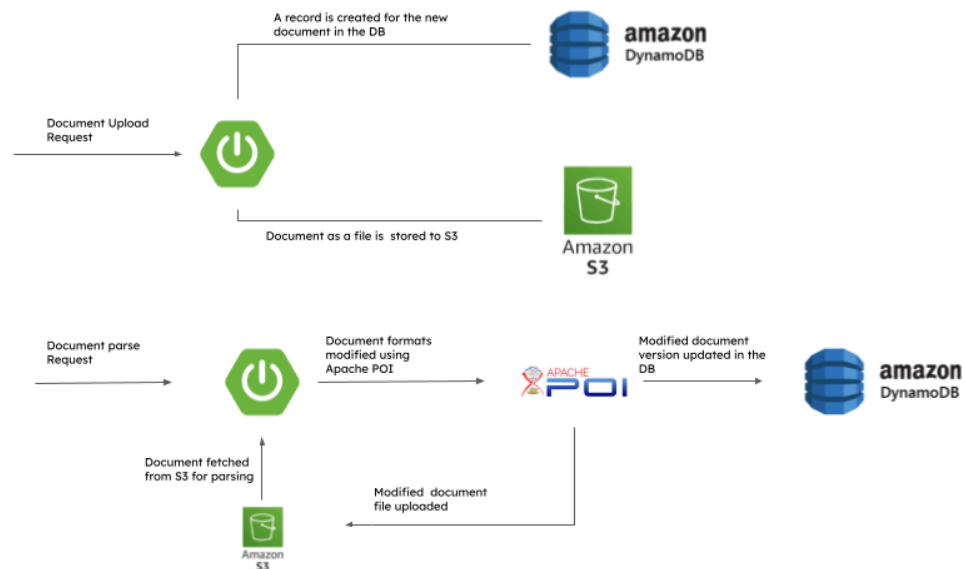 A record is created for the new
document in the DB
amazon
DynamoDB
Document Upload
Request
Document as a file is  stored to S3
Amazon
S3
Document parse
Request
Document formats
modified using
Apache POI
APACHE
POI
Modified document
version updated in the
DB
amazon
DynamoDB
Document fetched
from S3 for parsing
Modified  document
file uploaded
Amazon
S3